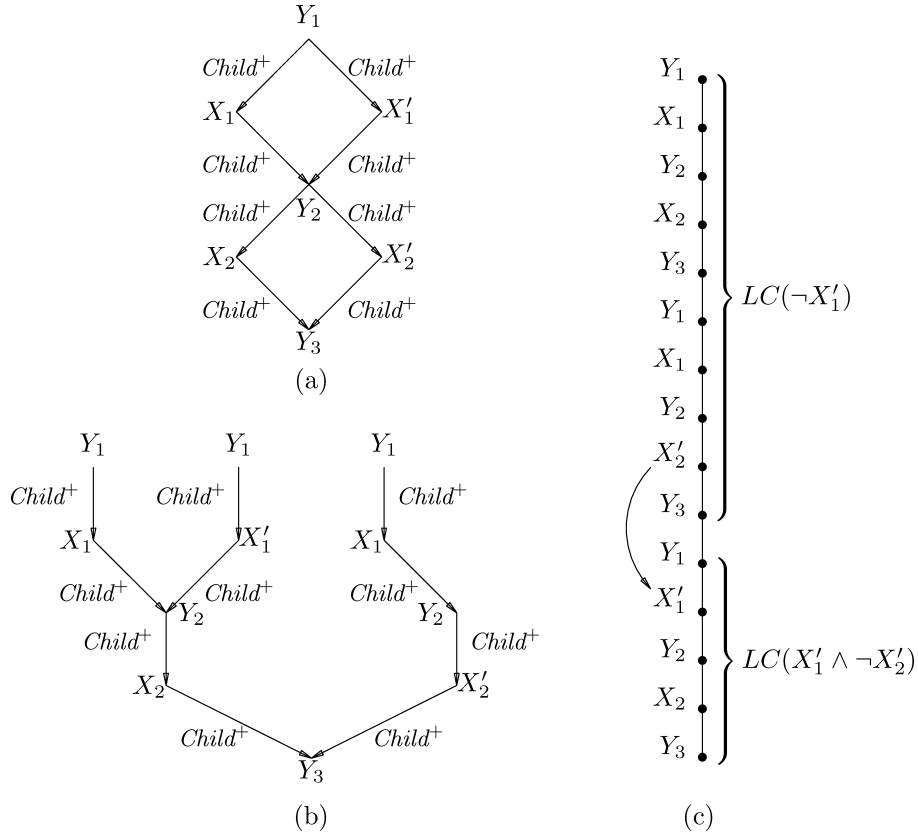 Y₁
Child⁺ Child⁺
X₁ X′₁
Child⁺ Child⁺
Y₂
Child⁺ Child⁺
X₂ X′₂
Child⁺ Child⁺
Y₃
(a)
Y₁ Y₁ Y₁
Child⁺ Child⁺ Child⁺
X₁ X′₁ X₁
Child⁺ Child⁺ Child⁺
Y₂ Y₂
Child⁺ Child⁺
X₂ X′₂
Child⁺ Child⁺
Y₃
(b)
Y₁
X₁
Y₂
X₂
Y₃
Y₁
X₁
Y₂
X′₂
Y₃
Y₁
X′₁
Y₂
X₂
Y₃
LC(¬X′₁)
LC(X′₁ ∧ ¬X′₂)
(c)